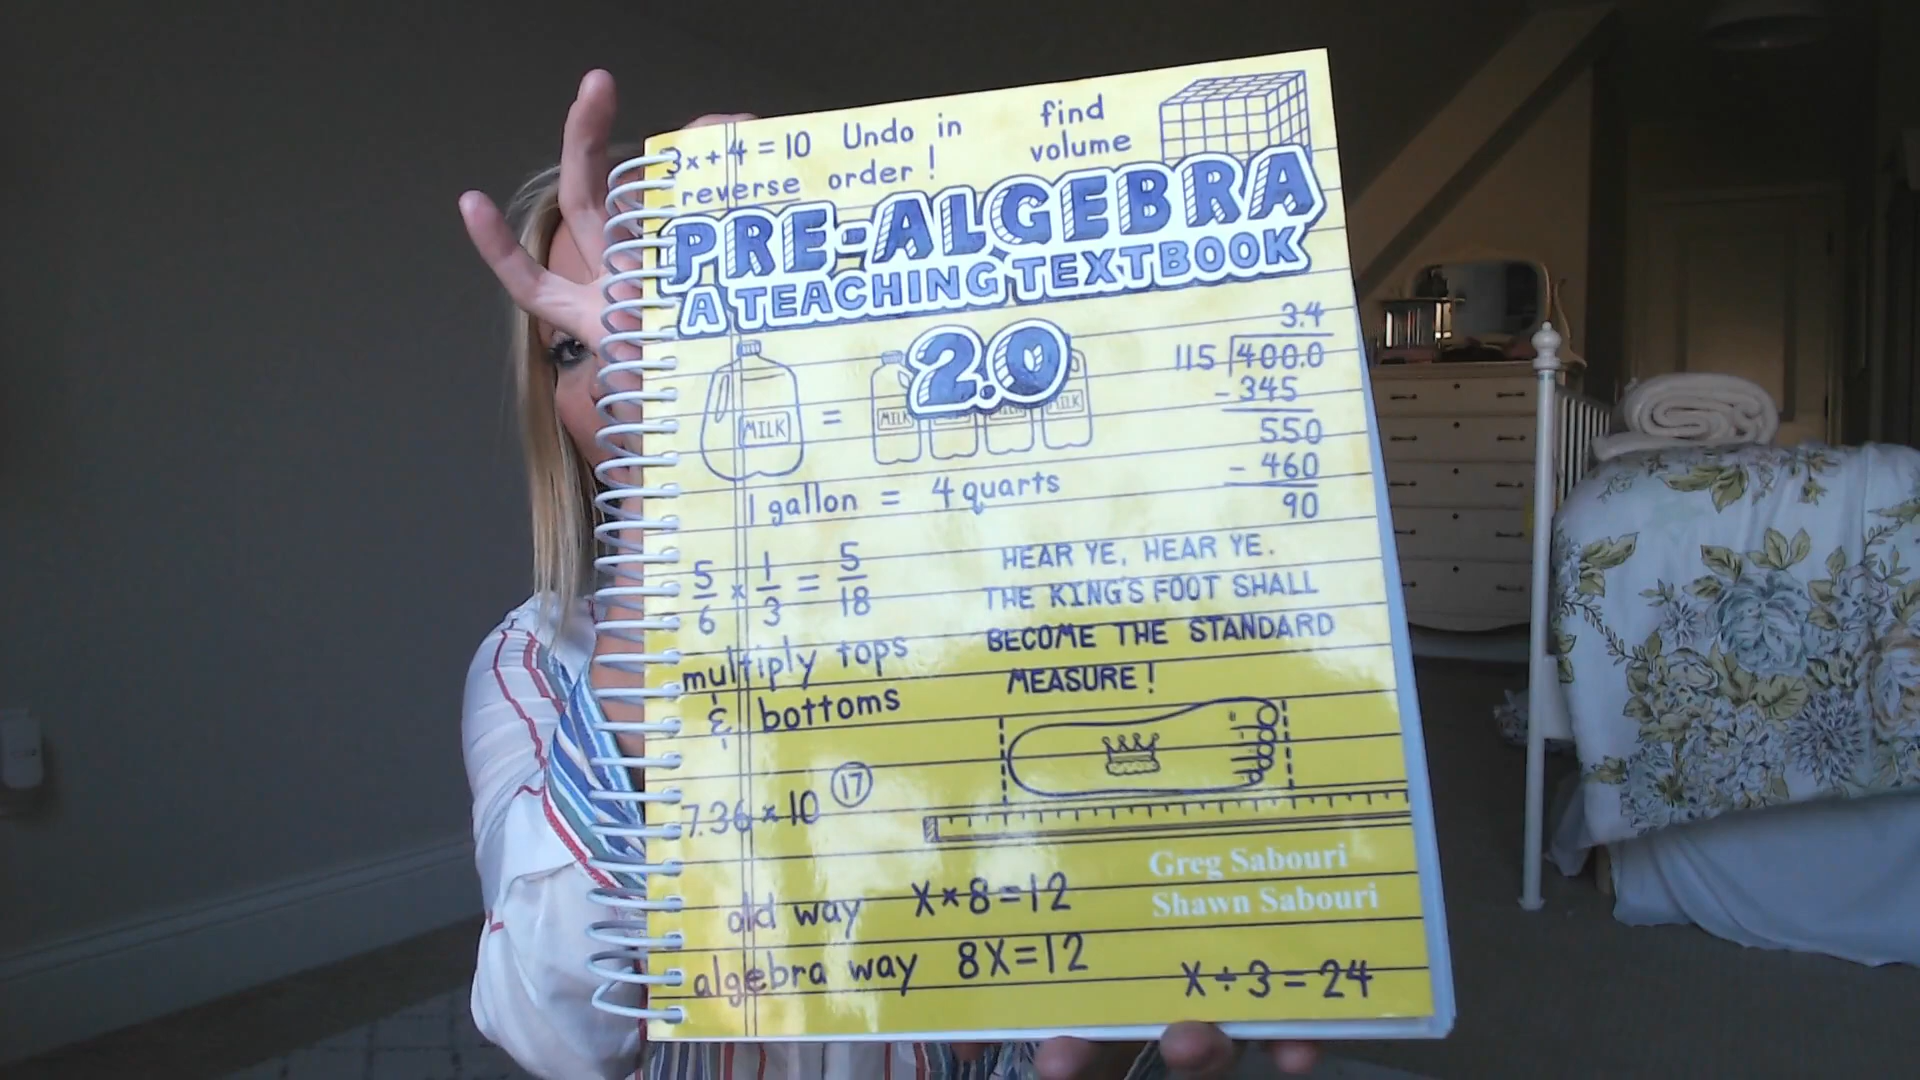 3x+4=10 Undo in
reverse order!
find
volume
PRE-ALGEBRA
A TEACHING TEXTBOOK
2.0
MILK
=
MILK
MILK
1 gallon = 4 quarts
3.4
115 400.0
- 345
550
- 460
90
5/6 × 1/3 = 5/18
multiply tops
& bottoms
HEAR YE, HEAR YE.
THE KING'S FOOT SHALL
BECOME THE STANDARD
MEASURE!
7.36 × 10 17
old way X×8=12
algebra way 8X=12
Greg Sabouri
Shawn Sabouri
X÷3=24